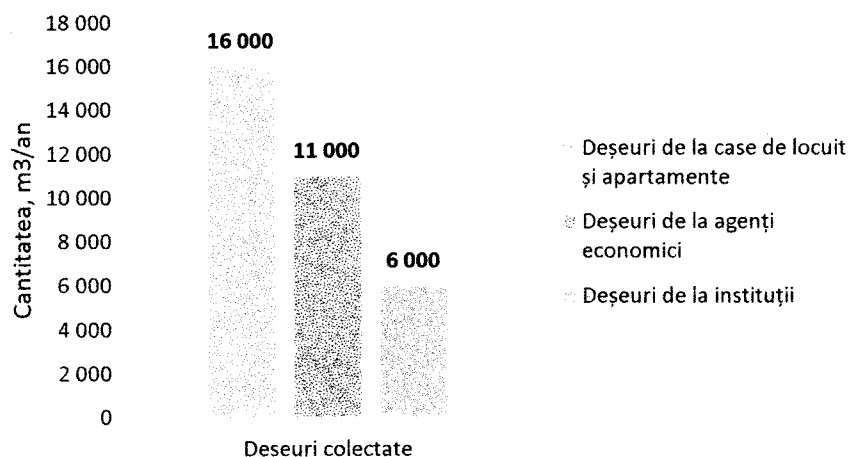 18 000
16 000
14 000
12 000
10 000
8 000
6 000
4 000
2 000
0
Cantitatea, m3/an
16 000
11 000
6 000
Deseuri colectate
Deșeuri de la case de locuit
și apartamente
Deșeuri de la agenți
economici
Deșeuri de la instituții